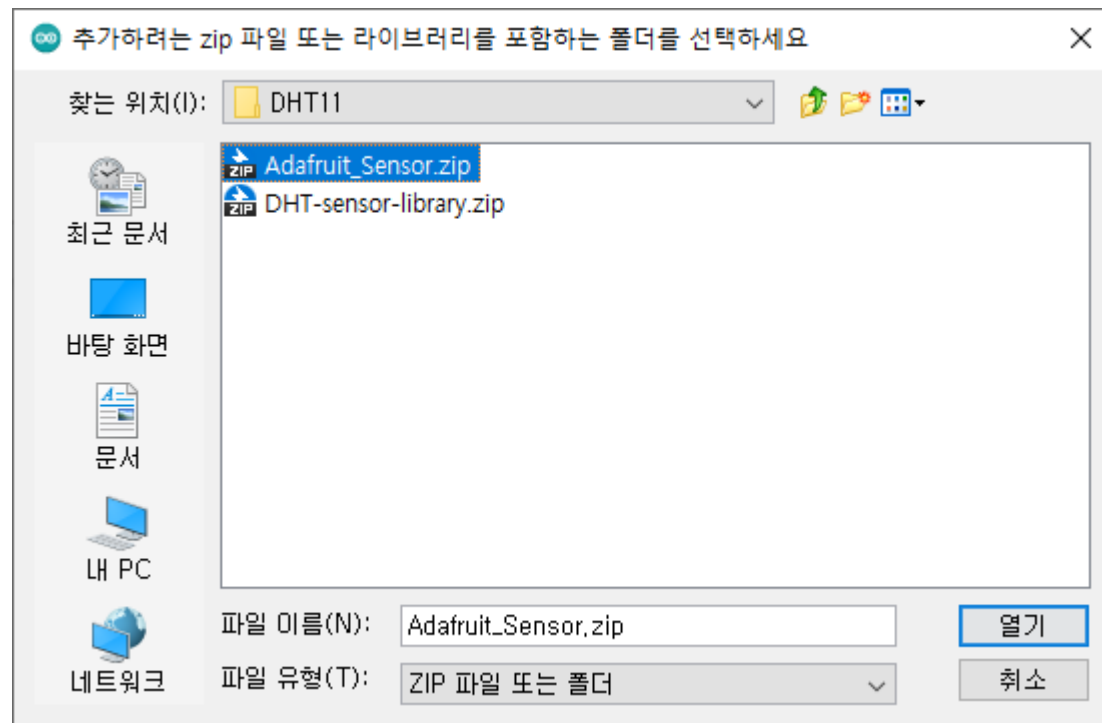 추가하려는 zip 파일 또는 라이브러리를 포함하는 폴더를 선택하세요
찾는 위치(I): DHT11
Adafruit_Sensor.zip
DHT-sensor-library.zip
최근 문서
바탕 화면
문서
내 PC
네트워크
파일 이름(N): Adafruit_Sensor.zip 열기
파일 유형(T): ZIP 파일 또는 폴더 취소